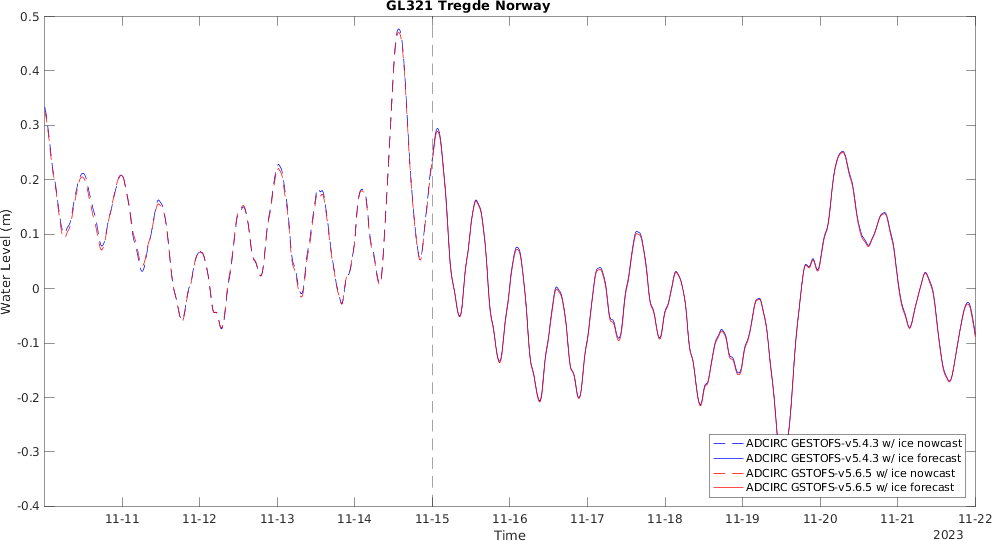 GL321 Tregde Norway
0.5
0.4
0.3
0.2
0.1
0
-0.1
-0.2
-0.3
-0.4
Water Level (m)
ADCIRC GESTOFS-v5.4.3 w/ ice nowcast
ADCIRC GESTOFS-v5.4.3 w/ ice forecast
ADCIRC GSTOFS-v5.6.5 w/ ice nowcast
ADCIRC GSTOFS-v5.6.5 w/ ice forecast
11-11 11-12 11-13 11-14 11-15 11-16 11-17 11-18 11-19 11-20 11-21 11-22
Time
2023